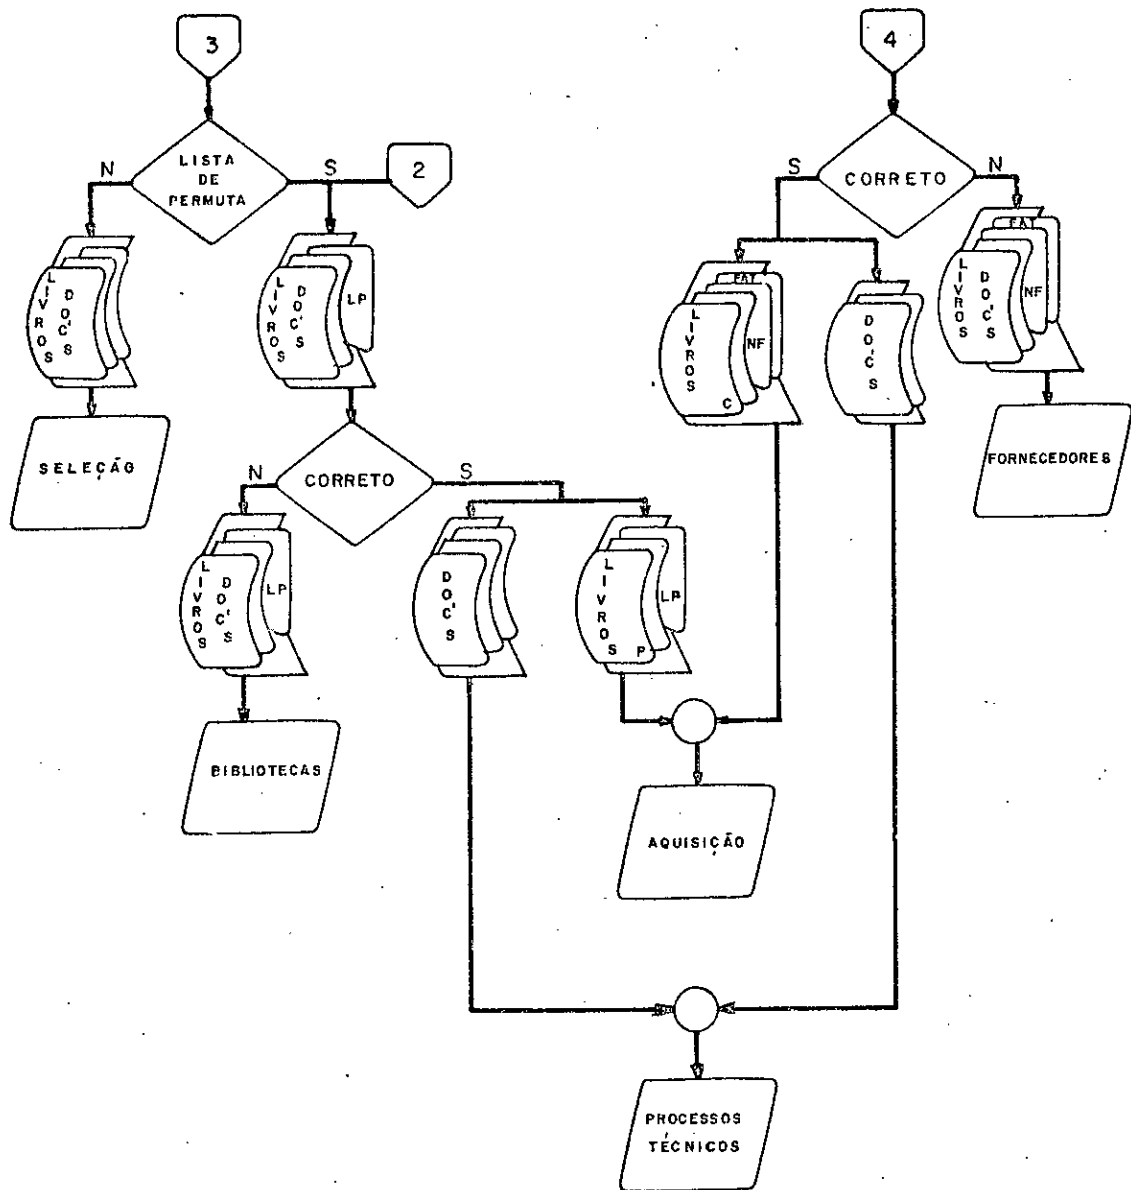 3
4
LISTA
DE
PERMUTA
N
S
2
S
CORRETO
N
LIVROS
DOC'S
LIVROS
DOC'S
LP
FAT
LIVROS
NF
C
DOC'S
FAT
LIVROS
DOC'S
NF
SELEÇÃO
FORNECEDORES
N
CORRETO
S
LIVROS
DOC'S
LP
DOC'S
LIVROS
P
LP
BIBLIOTECAS
AQUISIÇÃO
PROCESSOS
TÉCNICOS